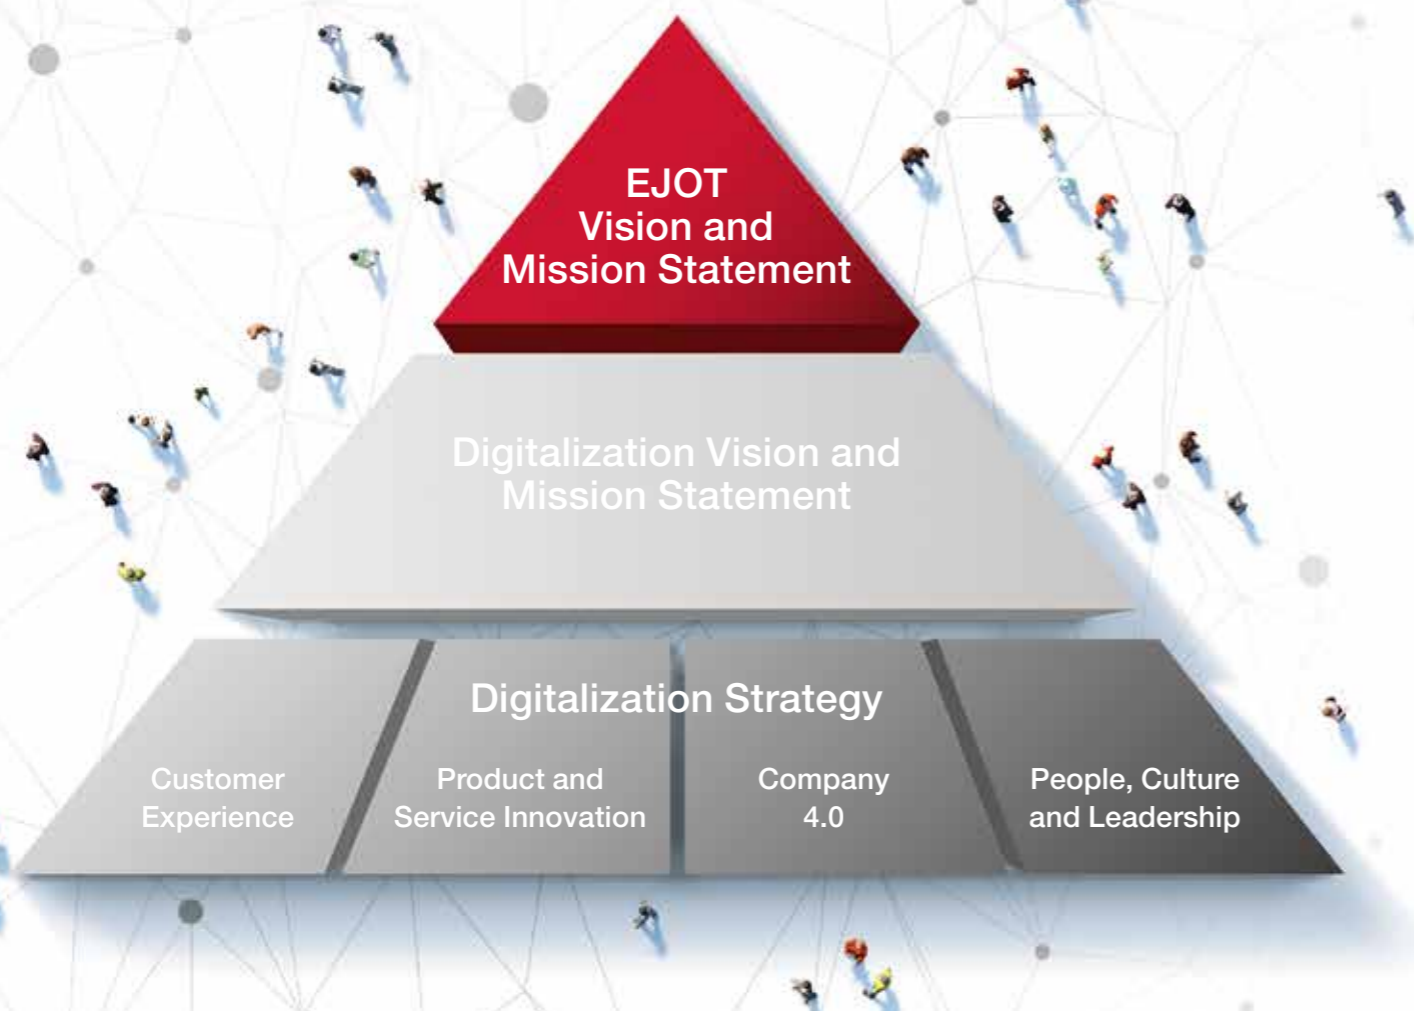 EJOT
Vision and
Mission Statement
Digitalization Vision and
Mission Statement
Digitalization Strategy
Customer
Experience
Product and
Service Innovation
Company
4.0
People, Culture
and Leadership